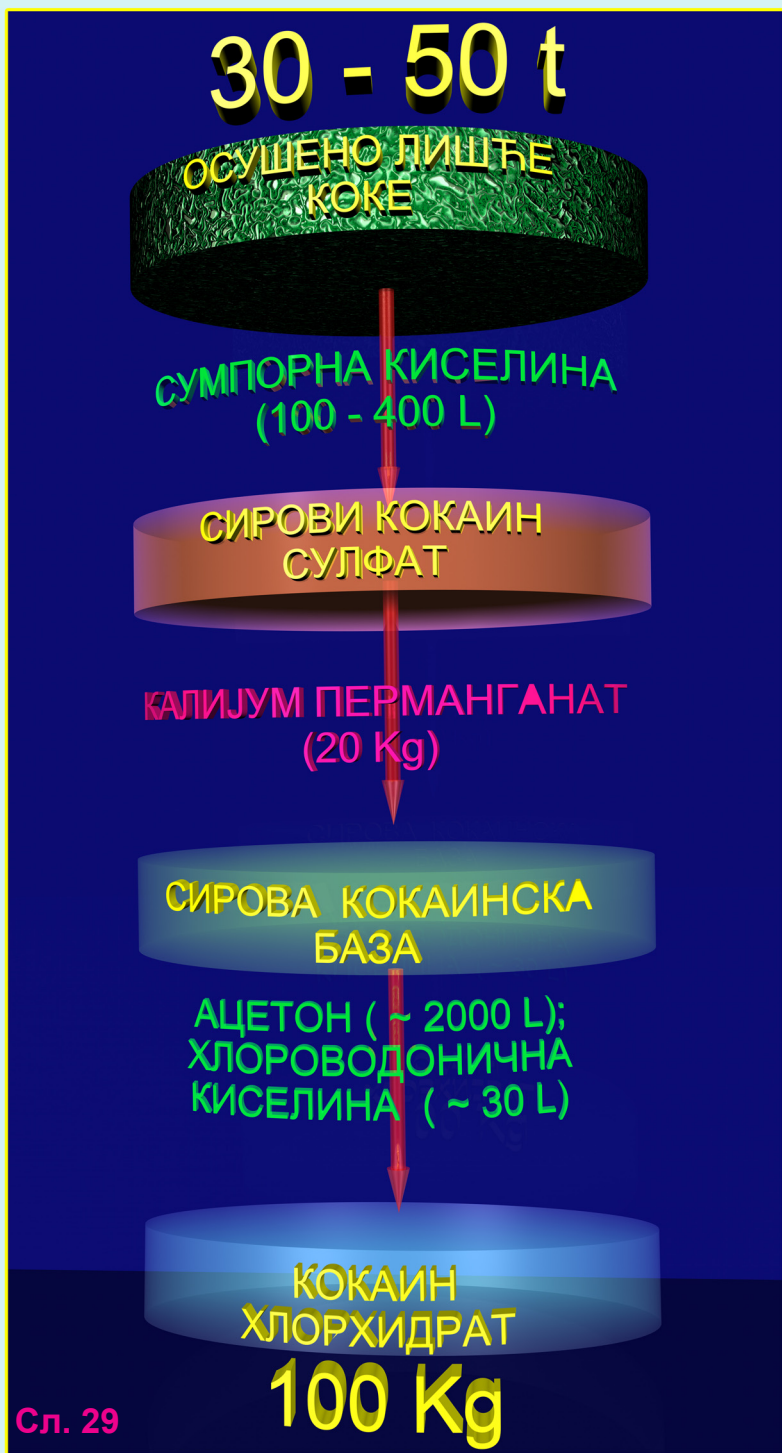 30 - 50 t
ОСУШЕНО ЛИШЋЕ
КОКЕ
СУМПОРНА КИСЕЛИНА
(100 - 400 L)
СИРОВИ КОКАИН
СУЛФАТ
КАЛИЈУМ ПЕРМАНГАНАТ
(20 Kg)
СИРОВА КОКАИНСКА
БАЗА
АЦЕТОН ( ~ 2000 L);
ХЛОРОВОДОНИЧНА
КИСЕЛИНА ( ~ 30 L)
КОКАИН
ХЛОРХИДРАТ
100 Kg
Сл. 29